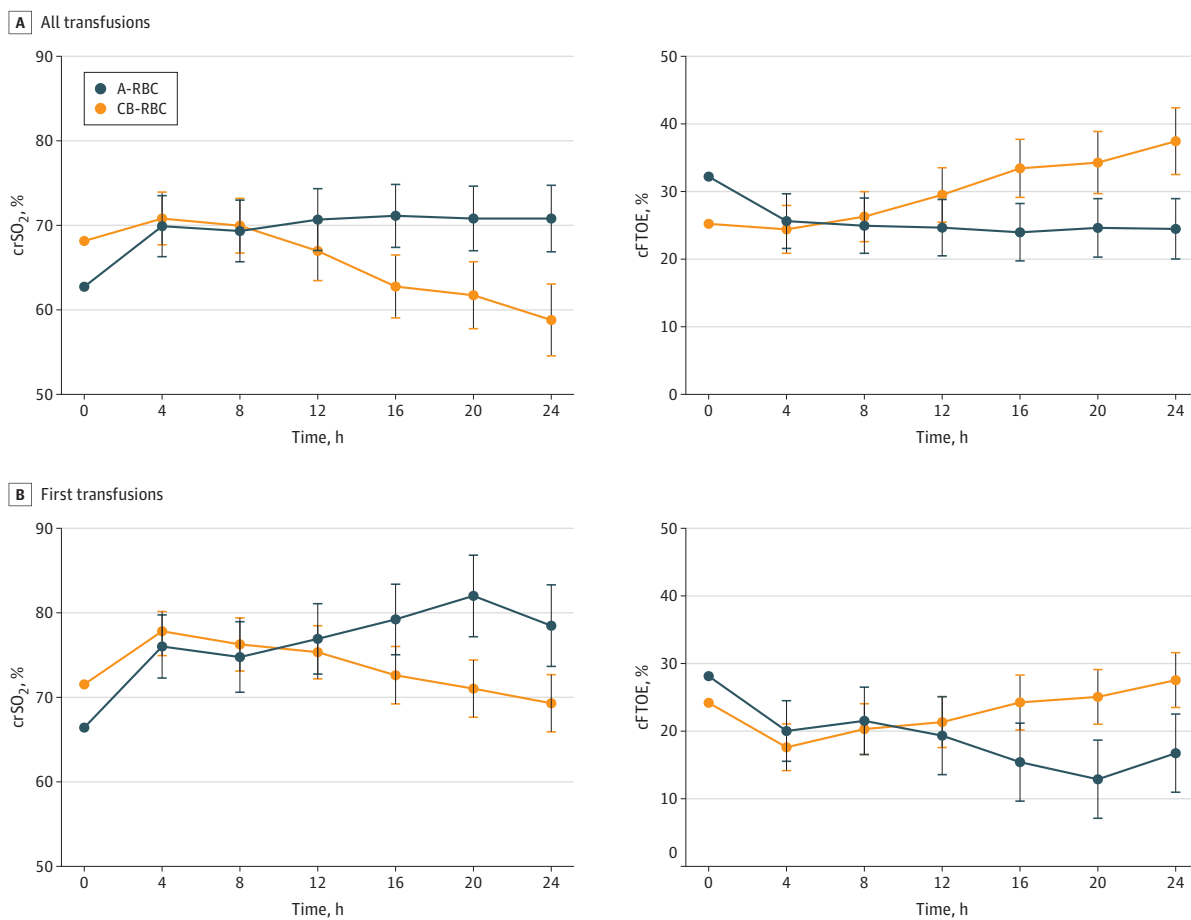 A All transfusions
90
80
70
60
50
crSO2, %
A-RBC
CB-RBC
0 4 8 12 16 20 24
Time, h
50
40
30
20
10
0
cFTOE, %
0 4 8 12 16 20 24
Time, h
B First transfusions
90
80
70
60
50
crSO2, %
0 4 8 12 16 20 24
Time, h
50
40
30
20
10
0
cFTOE, %
0 4 8 12 16 20 24
Time, h